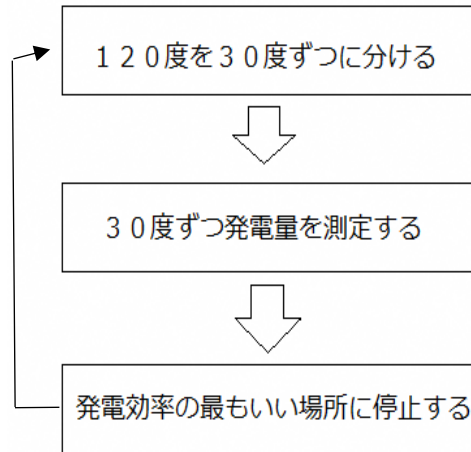 １２０度を３０度ずつに分ける
３０度ずつ発電量を測定する
発電効率の最もいい場所に停止する